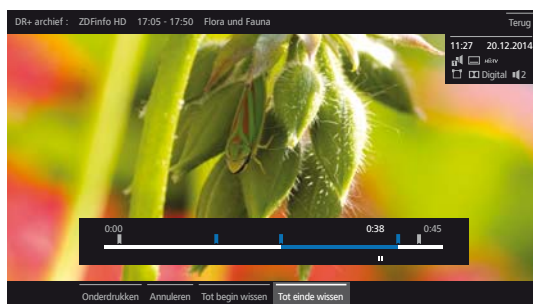 DR+ archief : ZDFinfo HD 17:05 - 17:50 Flora und Fauna Terug
11:27 20.12.2014
HDTV
Digital 2
0:00 0:38 0:45
Onderdrukken Annuleren Tot begin wissen Tot einde wissen